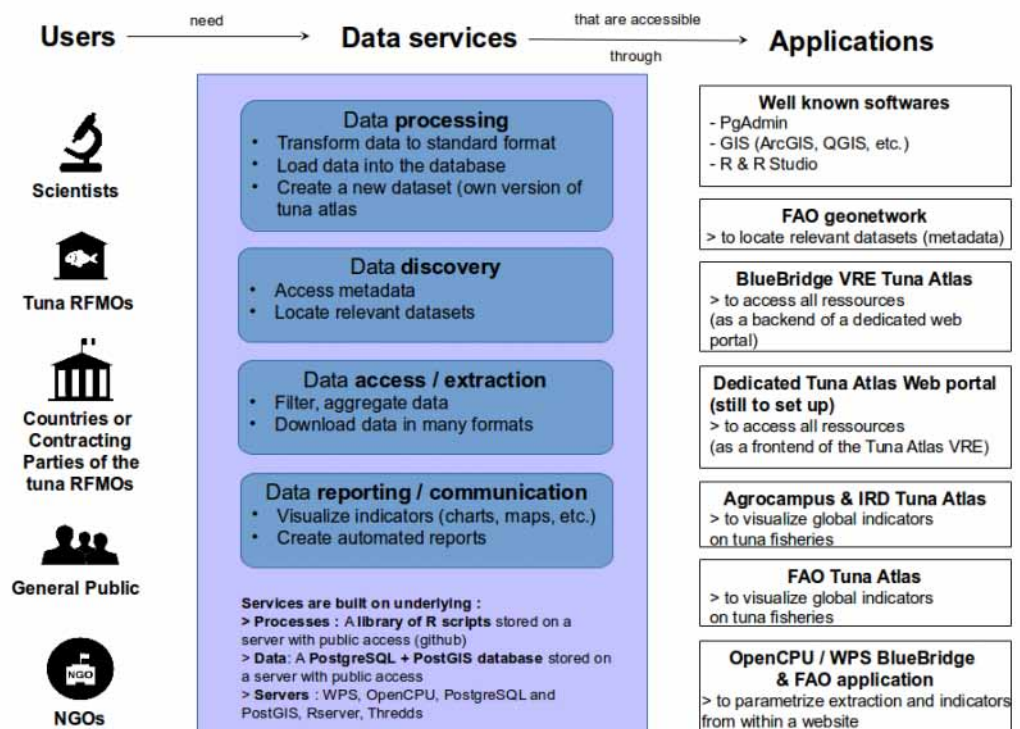 Users
need
Data services
that are accessible
through
Applications
Scientists
Tuna RFMOs
Countries or
Contracting
Parties of the
tuna RFMOs
General Public
NGO
NGOs
Data processing
• Transform data to standard format
• Load data into the database
• Create a new dataset (own version of
tuna atlas
Data discovery
• Access metadata
• Locate relevant datasets
Data access / extraction
• Filter, aggregate data
• Download data in many formats
Data reporting / communication
• Visualize indicators (charts, maps, etc.)
• Create automated reports
Services are built on underlying :
> Processes : A library of R scripts stored on a
server with public access (github)
> Data: A PostgreSQL + PostGIS database stored on
a server with public access
> Servers : WPS, OpenCPU, PostgreSQL and
PostGIS, Rserver, Thredds
Well known softwares
- PgAdmin
- GIS (ArcGIS, QGIS, etc.)
- R & R Studio
FAO geonetwork
> to locate relevant datasets (metadata)
BlueBridge VRE Tuna Atlas
> to access all ressources
(as a backend of a dedicated web
portal)
Dedicated Tuna Atlas Web portal
(still to set up)
> to access all ressources
(as a frontend of the Tuna Atlas VRE)
Agrocampus & IRD Tuna Atlas
> to visualize global indicators
on tuna fisheries
FAO Tuna Atlas
> to visualize global indicators
on tuna fisheries
OpenCPU / WPS BlueBridge
& FAO application
> to parametrize extraction and indicators
from within a website